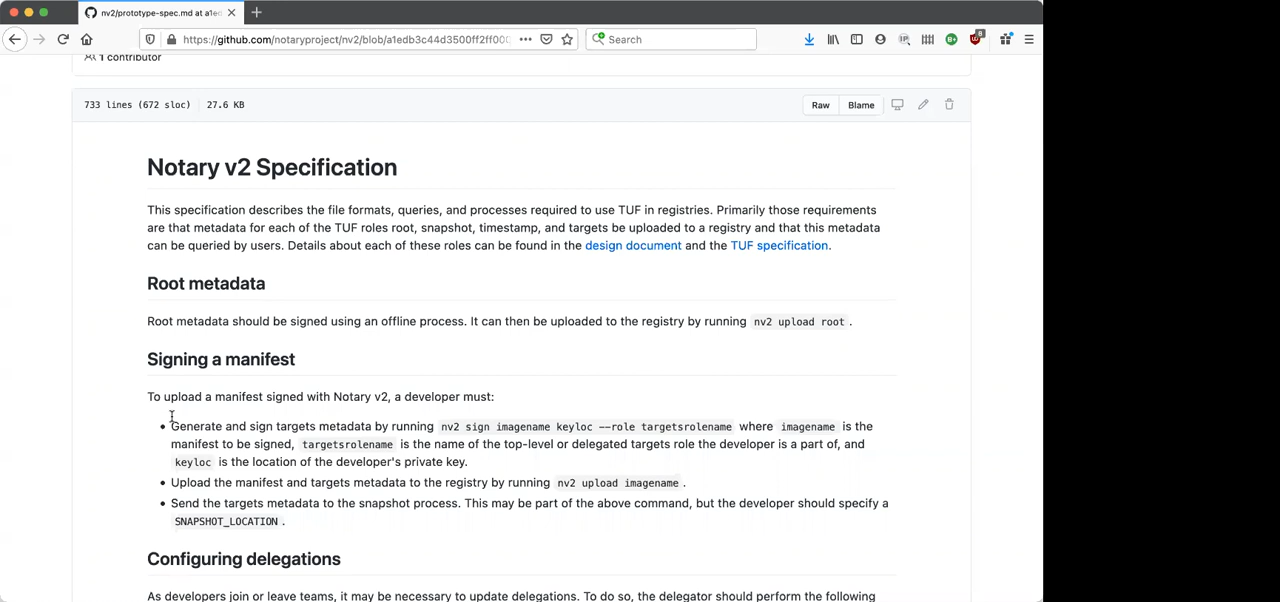 nv2/prototype-spec.md at a1ed
https://github.com/notaryproject/nv2/blob/a1edb3c44d3500ff2ff000
Search
8
1 contributor
733 lines (672 sloc) 27.6 KB
Raw Blame
Notary v2 Specification
This specification describes the file formats, queries, and processes required to use TUF in registries. Primarily those requirements
are that metadata for each of the TUF roles root, snapshot, timestamp, and targets be uploaded to a registry and that this metadata
can be queried by users. Details about each of these roles can be found in the design document and the TUF specification.
Root metadata
Root metadata should be signed using an offline process. It can then be uploaded to the registry by running nv2 upload root .
Signing a manifest
To upload a manifest signed with Notary v2, a developer must:
• Generate and sign targets metadata by running nv2 sign imagename keyloc --role targetsrolename where imagename is the
manifest to be signed, targetsrolename is the name of the top-level or delegated targets role the developer is a part of, and
keyloc is the location of the developer's private key.
• Upload the manifest and targets metadata to the registry by running nv2 upload imagename .
• Send the targets metadata to the snapshot process. This may be part of the above command, but the developer should specify a
SNAPSHOT_LOCATION .
Configuring delegations
As developers join or leave teams, it may be necessary to update delegations. To do so, the delegator should perform the following